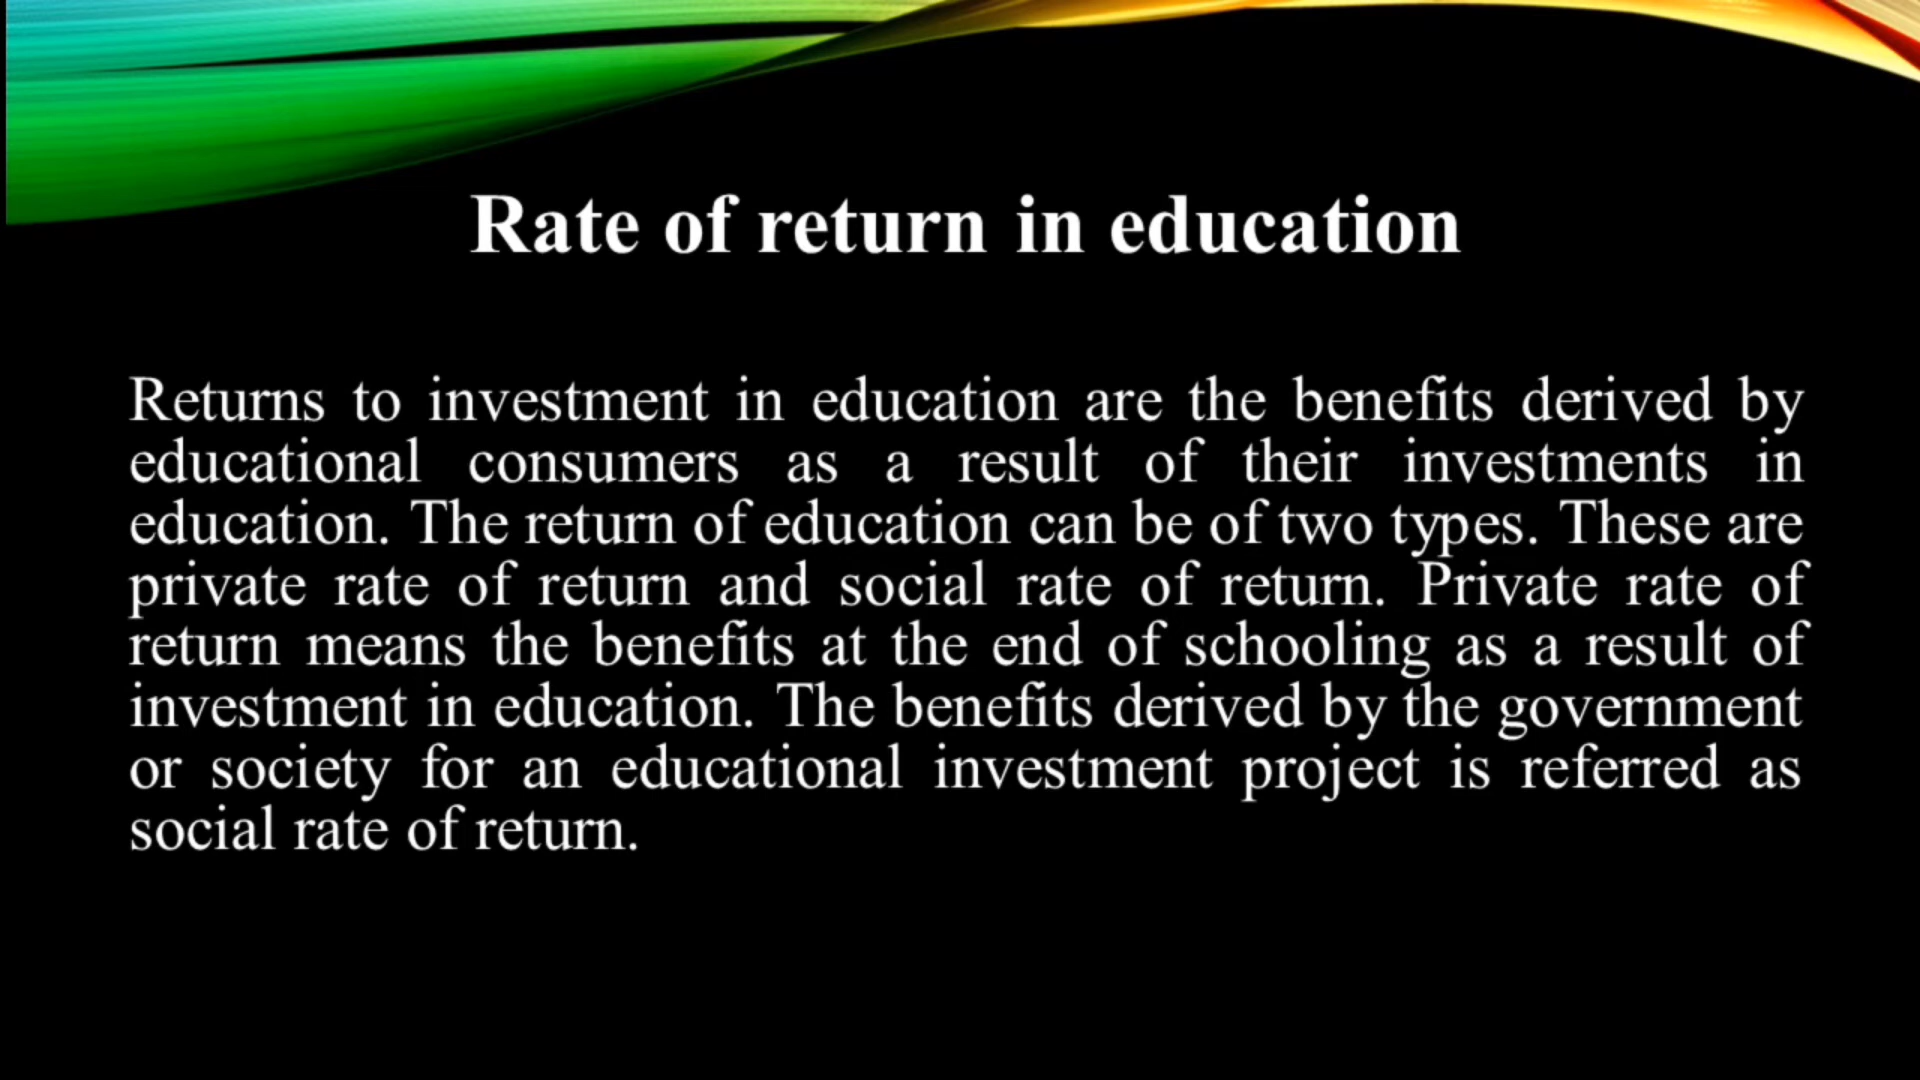 Rate of return in education
Returns to investment in education are the benefits derived by
educational consumers as a result of their investments in
education. The return of education can be of two types. These are
private rate of return and social rate of return. Private rate of
return means the benefits at the end of schooling as a result of
investment in education. The benefits derived by the government
or society for an educational investment project is referred as
social rate of return.